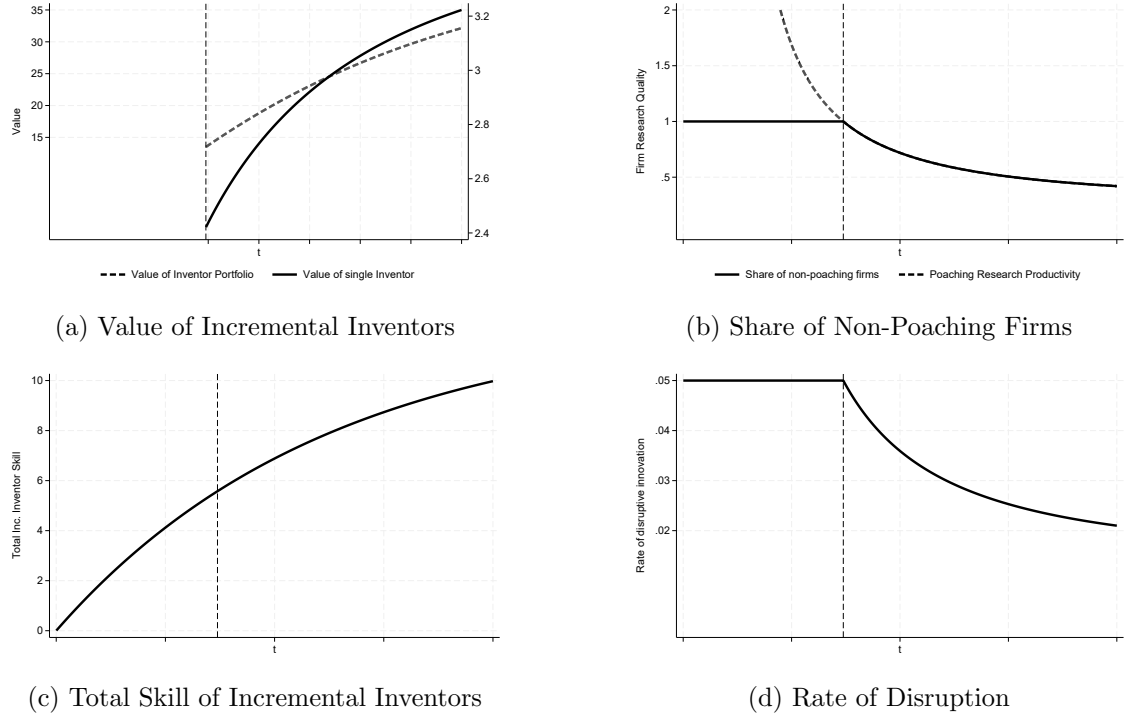 35
30
25
20
15
Value
3.2
3
2.8
2.6
2.4
t
Value of Inventor Portfolio
Value of single Inventor
(a) Value of Incremental Inventors
2
1.5
1
.5
Firm Research Quality
t
Share of non-poaching firms
Poaching Research Productivity
(b) Share of Non-Poaching Firms
10
8
6
4
2
0
Total Inc. Inventor Skill
t
(c) Total Skill of Incremental Inventors
.05
.04
.03
.02
Rate of disruptive innovation
t
(d) Rate of Disruption